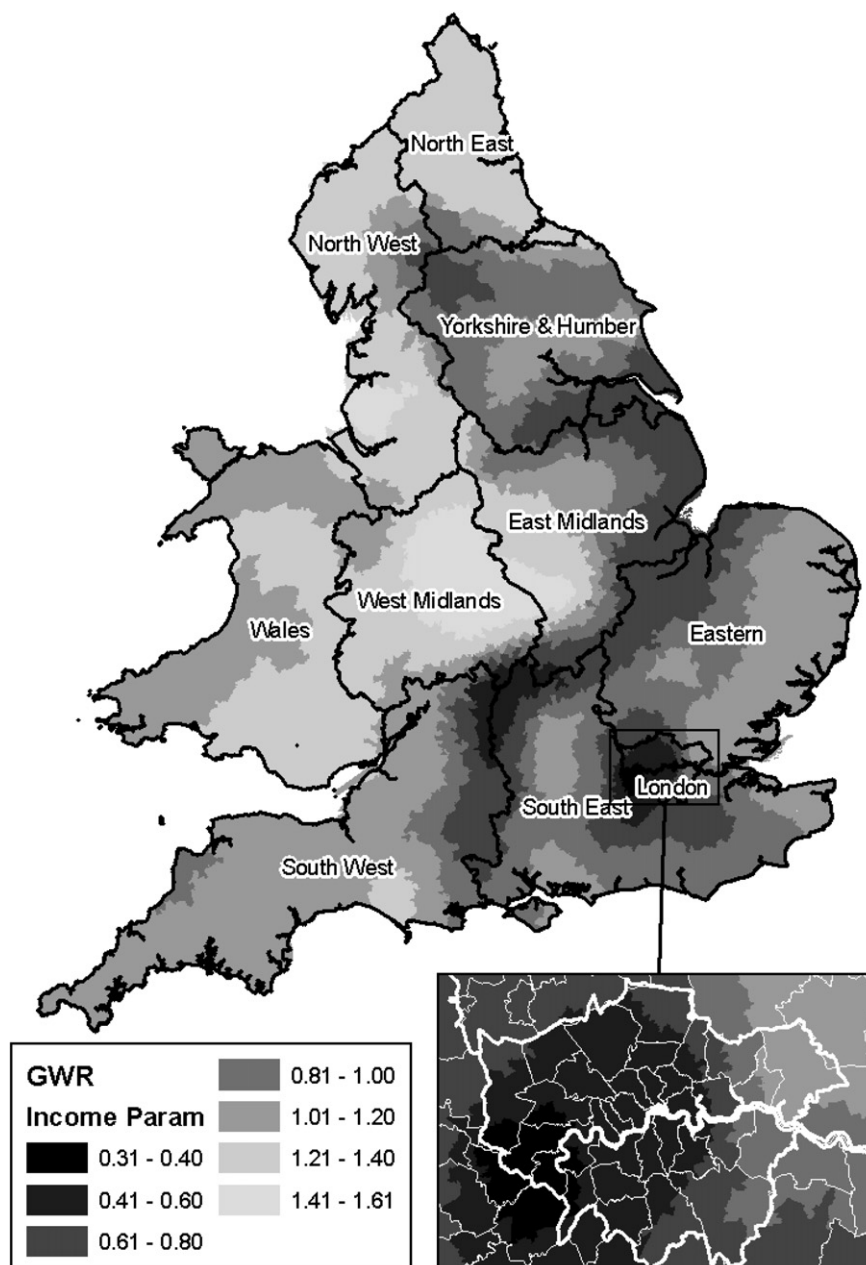 North East
North West
Yorkshire & Humber
East Midlands
West Midlands
Wales
Eastern
London
South East
South West
GWR
Income Param
0.31 - 0.40
0.41 - 0.60
0.61 - 0.80
0.81 - 1.00
1.01 - 1.20
1.21 - 1.40
1.41 - 1.61